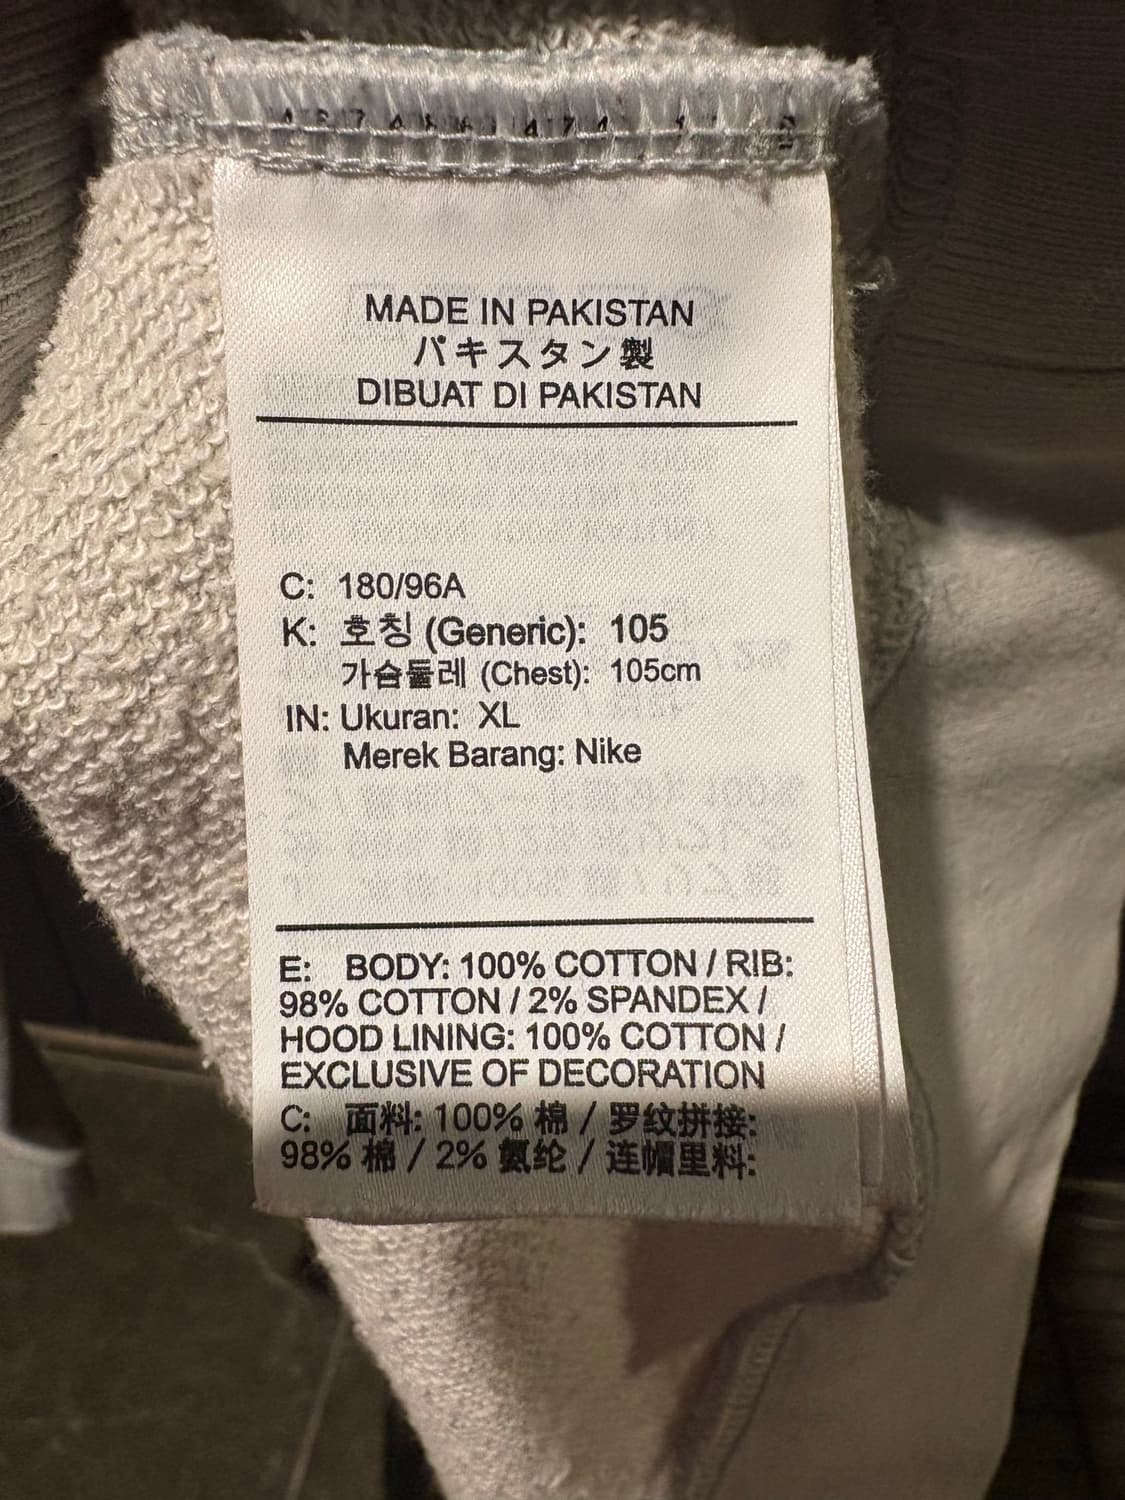 MADE IN PAKISTAN
パキスタン製
DIBUAT DI PAKISTAN
C: 180/96A
K: 호칭 (Generic): 105
가슴둘레 (Chest): 105cm
IN: Ukuran: XL
Merek Barang: Nike
E: BODY: 100% COTTON / RIB:
98% COTTON / 2% SPANDEX /
HOOD LINING: 100% COTTON /
EXCLUSIVE OF DECORATION
C: 面料: 100% 棉 / 罗纹拼接:
98% 棉 / 2% 氨纶 / 连帽里料: